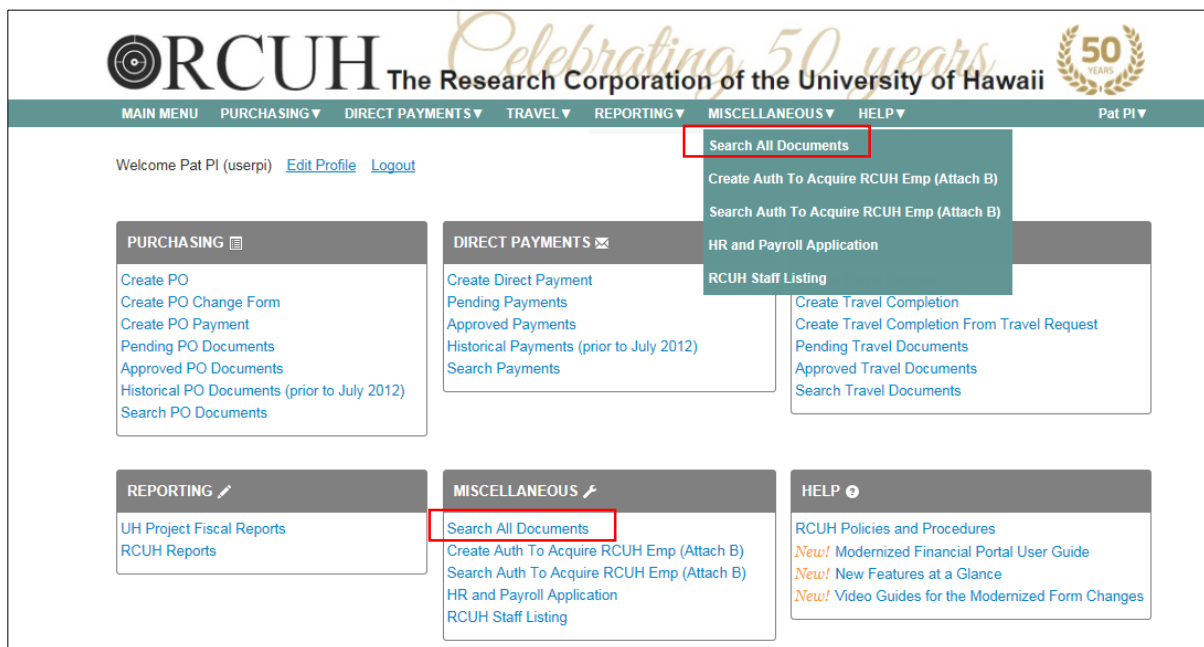 RCUH The Research Corporation of the University of Hawaii
Celebrating 50 years
50
YEARS
MAIN MENU PURCHASING▼ DIRECT PAYMENTS▼ TRAVEL▼ REPORTING▼ MISCELLANEOUS▼ HELP▼ Pat PI▼
Search All Documents
Create Auth To Acquire RCUH Emp (Attach B)
Search Auth To Acquire RCUH Emp (Attach B)
HR and Payroll Application
RCUH Staff Listing
Welcome Pat PI (userpi) Edit Profile Logout
PURCHASING
Create PO
Create PO Change Form
Create PO Payment
Pending PO Documents
Approved PO Documents
Historical PO Documents (prior to July 2012)
Search PO Documents
DIRECT PAYMENTS
Create Direct Payment
Pending Payments
Approved Payments
Historical Payments (prior to July 2012)
Search Payments
Create Travel Completion
Create Travel Completion From Travel Request
Pending Travel Documents
Approved Travel Documents
Search Travel Documents
REPORTING
UH Project Fiscal Reports
RCUH Reports
MISCELLANEOUS
Search All Documents
Create Auth To Acquire RCUH Emp (Attach B)
Search Auth To Acquire RCUH Emp (Attach B)
HR and Payroll Application
RCUH Staff Listing
HELP
RCUH Policies and Procedures
New! Modernized Financial Portal User Guide
New! New Features at a Glance
New! Video Guides for the Modernized Form Changes